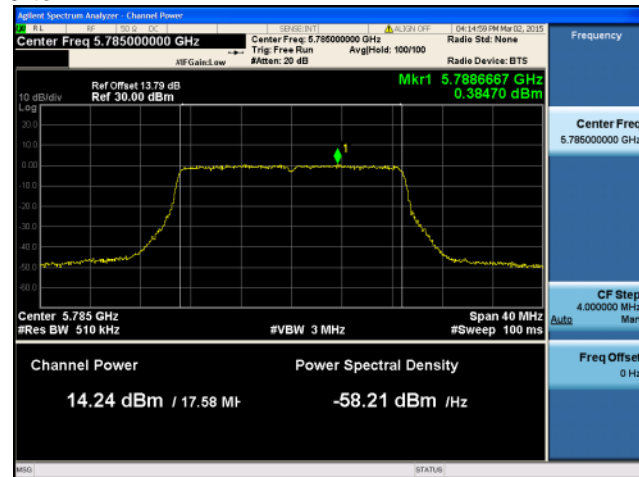 Agilent Spectrum Analyzer - Channel Power
RL RF 50 Ω DC SENSE:INT ALIGN OFF 04:14:59 PM Mar 02, 2015
Center Freq 5.785000000 GHz Center Freq: 5.785000000 GHz Radio Std: None
Trig: Free Run Avg|Hold: 100/100
#IFGain:Low #Atten: 20 dB Radio Device: BTS
Frequency
Mkr1 5.7886667 GHz
0.38470 dBm
Ref Offset 13.79 dB
10 dB/div Ref 30.00 dBm
Log
20.0
10.0
0.00
-10.0
-20.0
-30.0
-40.0
-50.0
-60.0
1
Center Freq
5.785000000 GHz
CF Step
4.000000 MHz
Auto Man
Freq Offset
0 Hz
Center 5.785 GHz Span 40 MHz
#Res BW 510 kHz #VBW 3 MHz #Sweep 100 ms
Channel Power Power Spectral Density
14.24 dBm / 17.58 MH -58.21 dBm /Hz
MSG STATUS